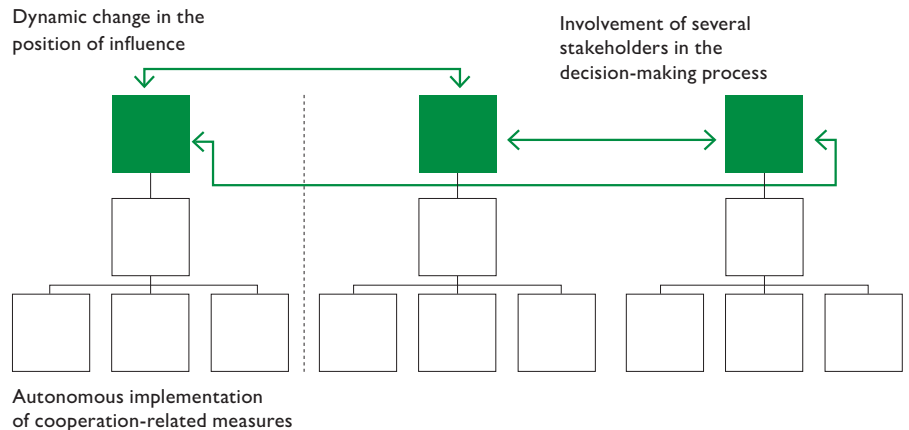 Dynamic change in the
position of influence
Involvement of several
stakeholders in the
decision-making process
Autonomous implementation
of cooperation-related measures